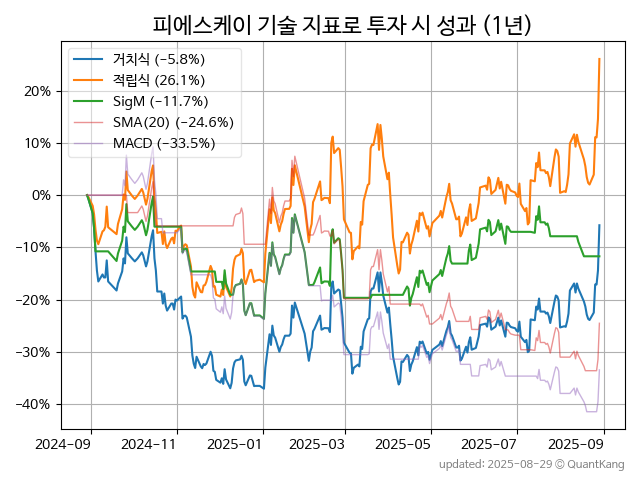 피에스케이 기술 지표로 투자 시 성과 (1년)
거치식 (−5.8%)
적립식 (26.1%)
SigM (−11.7%)
SMA(20) (−24.6%)
MACD (−33.5%)
20%
10%
0%
−10%
−20%
−30%
−40%
2024-09 2024-11 2025-01 2025-03 2025-05 2025-07 2025-09
updated: 2025-08-29 © QuantKang